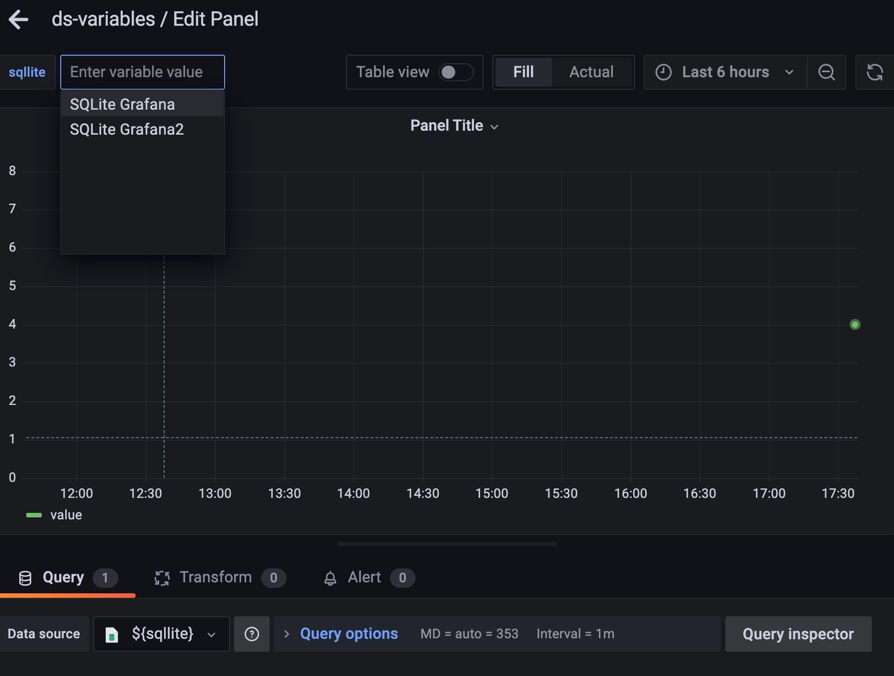 ds-variables / Edit Panel
sqllite Enter variable value Table view Fill Actual Last 6 hours
SQLite Grafana
SQLite Grafana2
Panel Title
8
7
6
5
4
3
2
1
0
12:00 12:30 13:00 13:30 14:00 14:30 15:00 15:30 16:00 16:30 17:00 17:30
value
Query 1 Transform 0 Alert 0
Data source ${sqllite} ? > Query options MD = auto = 353 Interval = 1m Query inspector